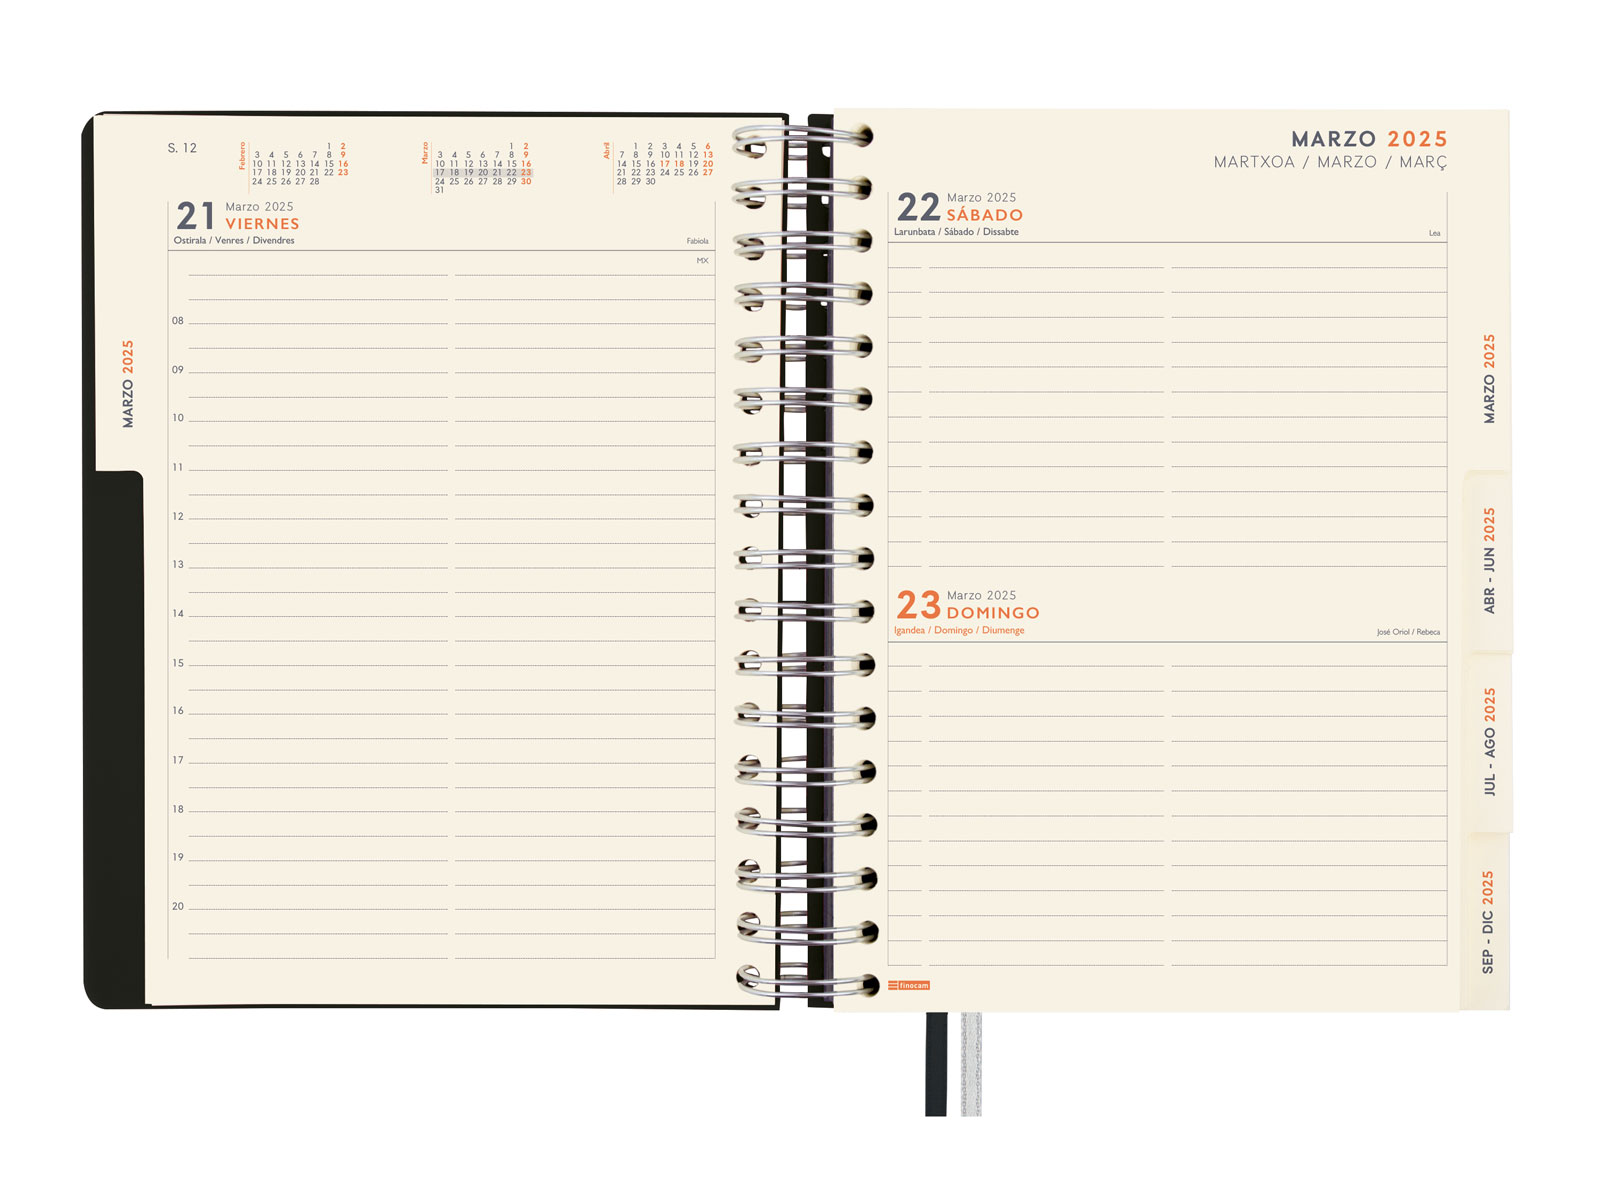 S. 12
Febrero
1 2
3 4 5 6 7 8 9
10 11 12 13 14 15 16
17 18 19 20 21 22 23
24 25 26 27 28
Marzo
1 2
3 4 5 6 7 8 9
10 11 12 13 14 15 16
17 18 19 20 21 22 23
24 25 26 27 28 29 30
31
Abril
1 2 3 4 5 6
7 8 9 10 11 12 13
14 15 16 17 18 19 20
21 22 23 24 25 26 27
28 29 30
21 Marzo 2025
VIERNES
Ostirala / Venres / Divendres
Fabiola
MX
08
09
10
11
12
13
14
15
16
17
18
19
20
MARZO 2025
MARZO 2025
MARTXOA / MARZO / MARÇ
22 Marzo 2025
SÁBADO
Larunbata / Sábado / Dissabte
Lea
23 Marzo 2025
DOMINGO
Igandea / Domingo / Diumenge
José Oriol / Rebeca
finocam
MARZO 2025
ABR - JUN 2025
JUL - AGO 2025
SEP - DIC 2025